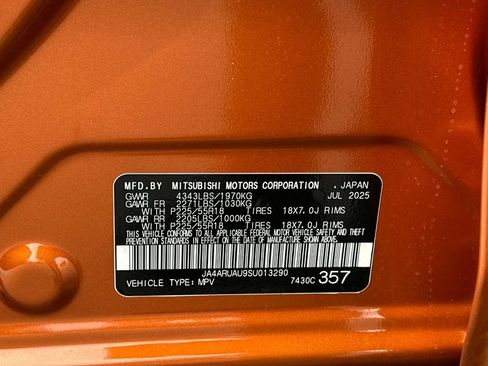 MFD.BY MITSUBISHI MOTORS CORPORATION , JAPAN
GVWR 4343LBS/1970KG JUL 2025
GAWR FR 2271LBS/1030KG
WITH P225/55R18 TIRES 18X7.0J RIMS
GAWR RR 2205LBS/1000KG
WITH P225/55R18 TIRES 18X7.0J RIMS
THIS VEHICLE CONFORMS TO ALL APPLICABLE FEDERAL
MOTOR VEHICLE SAFETY, BUMPER, AND THEFT PREVENTION
STANDARDS IN EFFECT ON THE DATE OF MANUFACTURE
SHOWN ABOVE.
JA4ARUAU9SU013290
VEHICLE TYPE: MPV 7430C 357